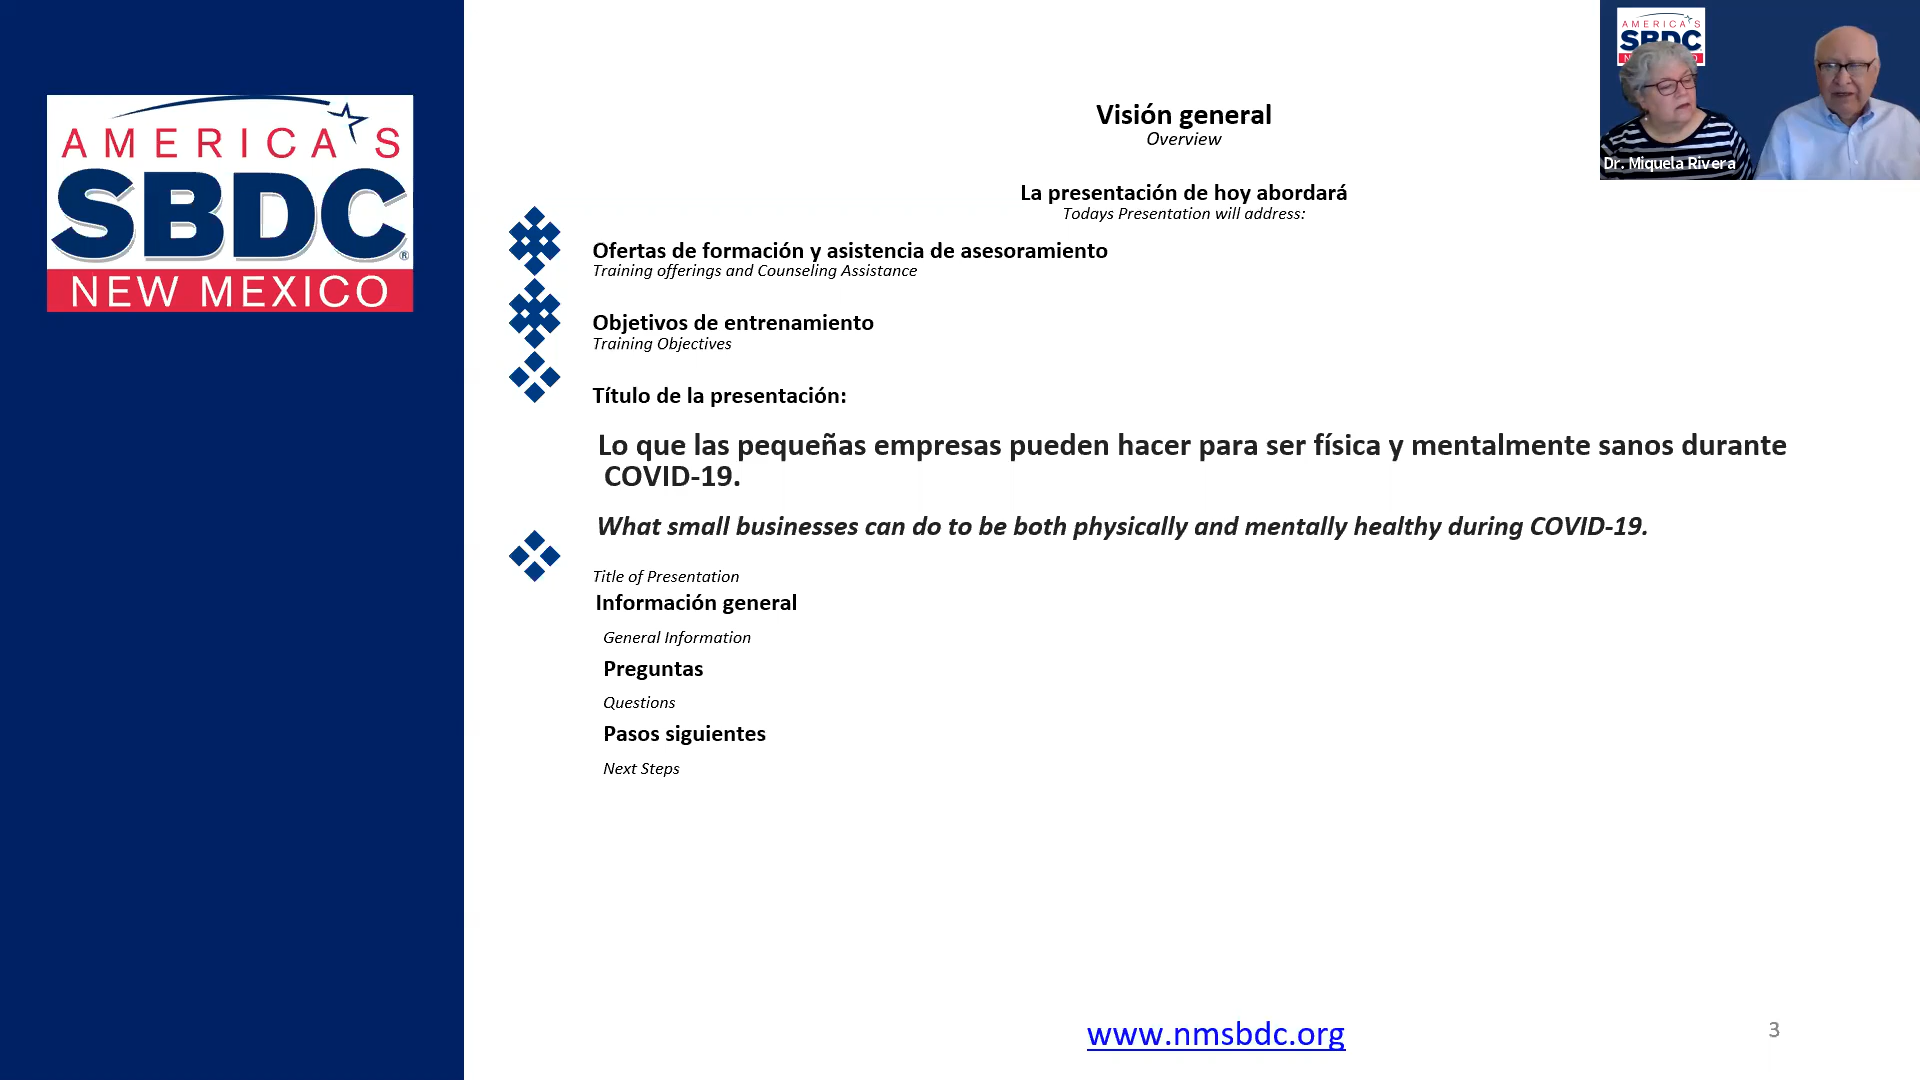 AMERICA'S
SBDC®
NEW MEXICO
AMERICA'S
SBDC
Dr. Miquela Rivera
Visión general
Overview
La presentación de hoy abordará
Todays Presentation will address:
Ofertas de formación y asistencia de asesoramiento
Training offerings and Counseling Assistance
Objetivos de entrenamiento
Training Objectives
Título de la presentación:
Lo que las pequeñas empresas pueden hacer para ser física y mentalmente sanos durante
COVID-19.
What small businesses can do to be both physically and mentally healthy during COVID-19.
Title of Presentation
Información general
General Information
Preguntas
Questions
Pasos siguientes
Next Steps
www.nmsbdc.org
3